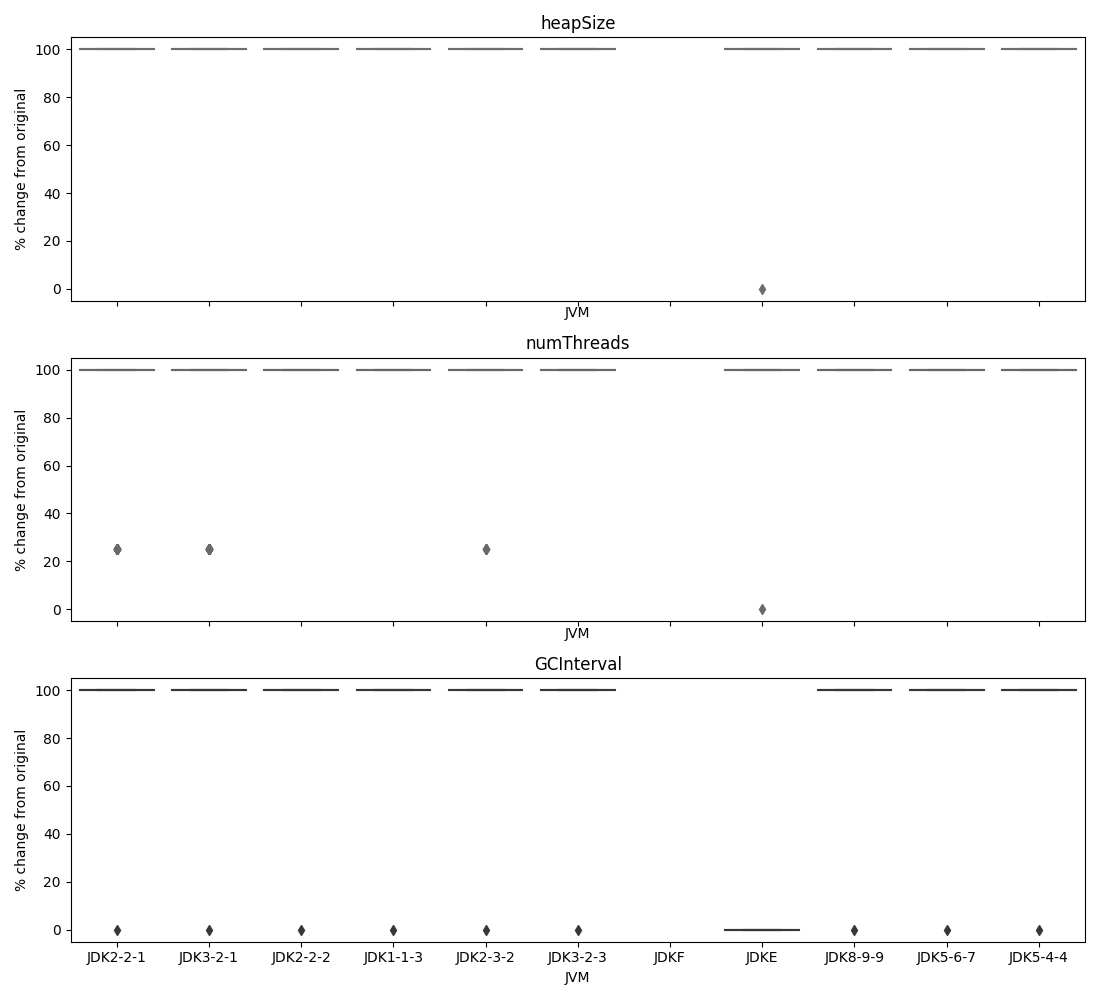 heapSize
% change from original
100
80
60
40
20
0
JVM
numThreads
% change from original
100
80
60
40
20
0
JVM
GCInterval
% change from original
100
80
60
40
20
0
JDK2-2-1 JDK3-2-1 JDK2-2-2 JDK1-1-3 JDK2-3-2 JDK3-2-3 JDKF JDKE JDK8-9-9 JDK5-6-7 JDK5-4-4
JVM